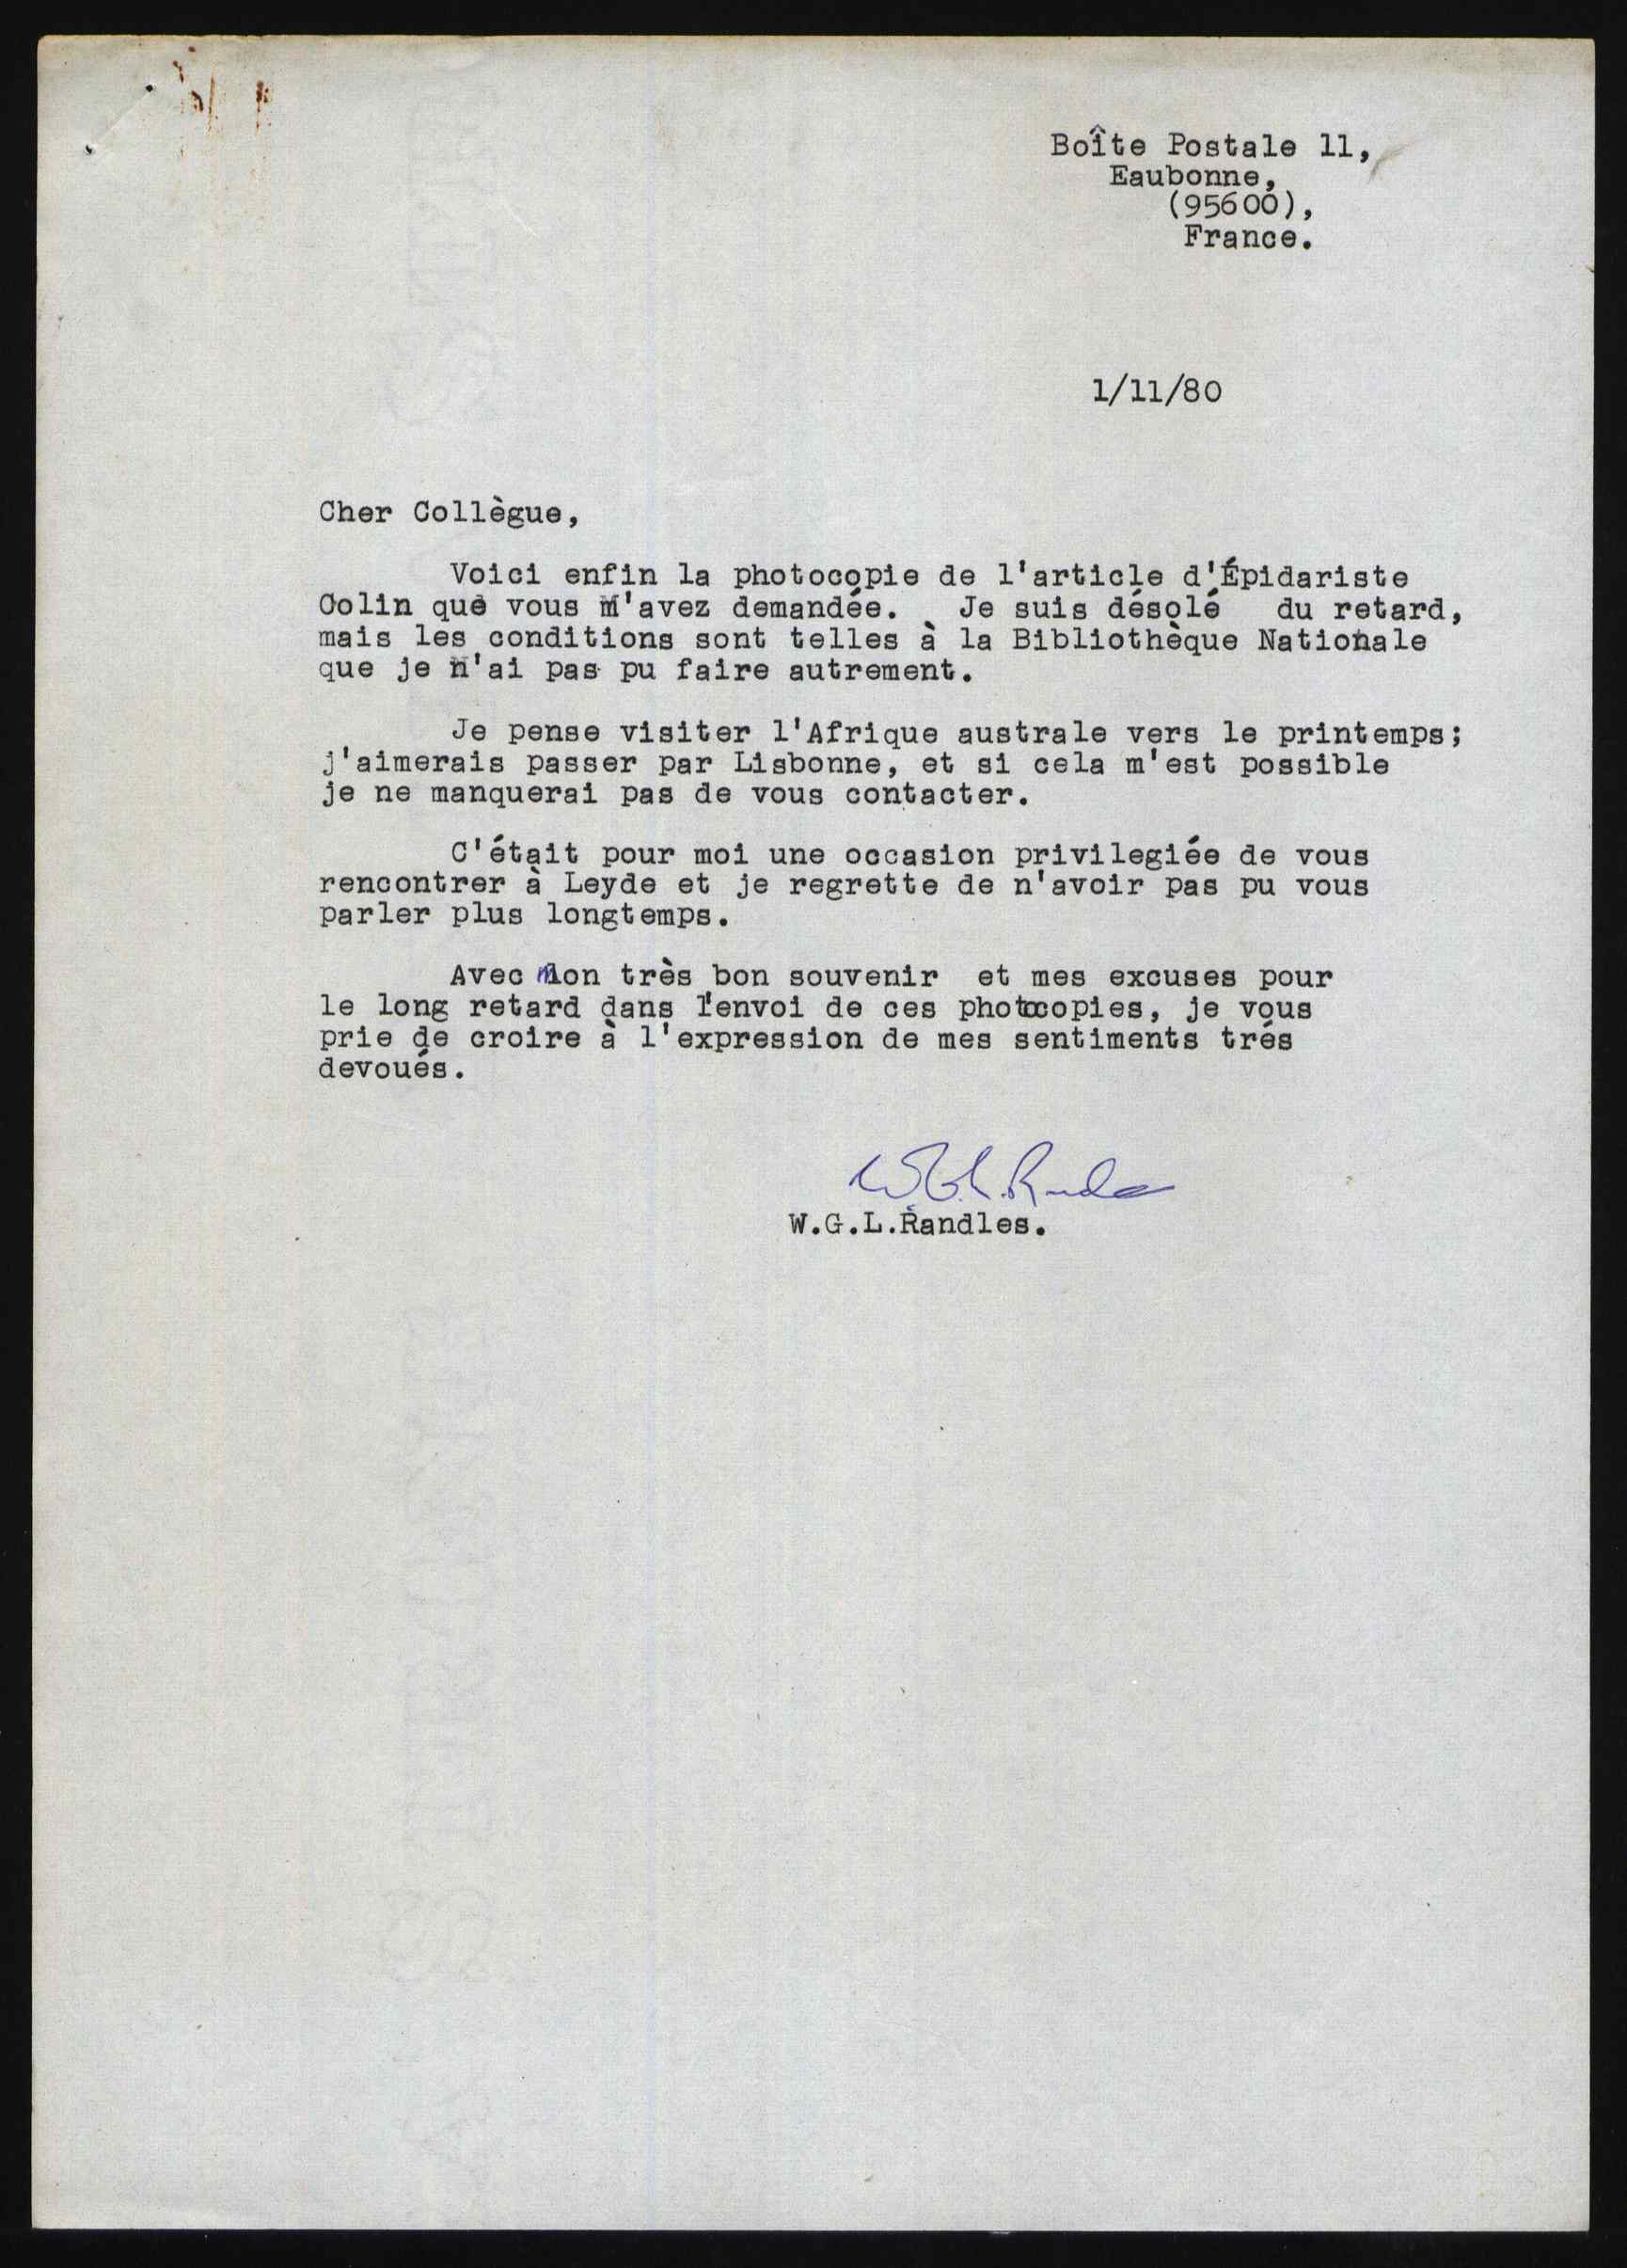 Boîte Postale 11,
Eaubonne,
(95600),
France.
1/11/80
Cher Collègue,
Voici enfin la photocopie de l'article d'Épidariste
Colin que vous m'avez demandée. Je suis désolé du retard,
mais les conditions sont telles à la Bibliothèque Nationale
que je n'ai pas pu faire autrement.
Je pense visiter l'Afrique australe vers le printemps;
j'aimerais passer par Lisbonne, et si cela m'est possible
je ne manquerai pas de vous contacter.
C'était pour moi une occasion privilegiée de vous
rencontrer à Leyde et je regrette de n'avoir pas pu vous
parler plus longtemps.
Avec mon très bon souvenir et mes excuses pour
le long retard dans l'envoi de ces photocopies, je vous
prie de croire à l'expression de mes sentiments trés
devoués.
W.G.L. Randles
W.G.L.Randles.